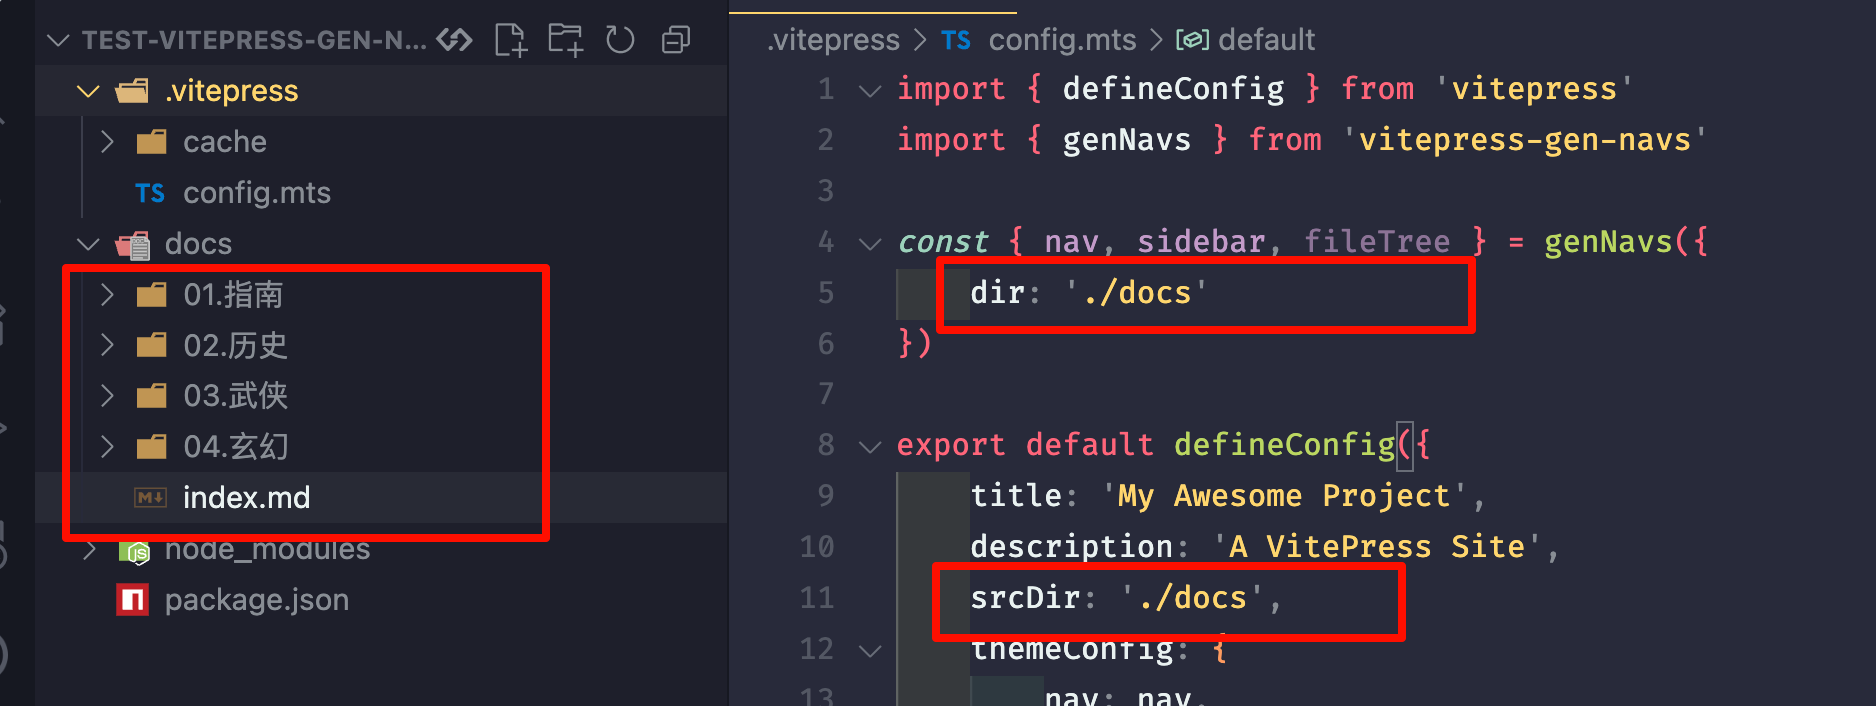 TEST-VITEPRESS-GEN-N...
.vitepress
cache
TS config.mts
docs
01.指南
02.历史
03.武侠
04.玄幻
index.md
node_modules
package.json
.vitepress > TS config.mts > default
1 import { defineConfig } from 'vitepress'
2 import { genNavs } from 'vitepress-gen-navs'
3
4 const { nav, sidebar, fileTree } = genNavs({
5 dir: './docs'
6 })
7
8 export default defineConfig({
9 title: 'My Awesome Project',
10 description: 'A VitePress Site',
11 srcDir: './docs',
12 themeConfig: {
13 nav: nav,